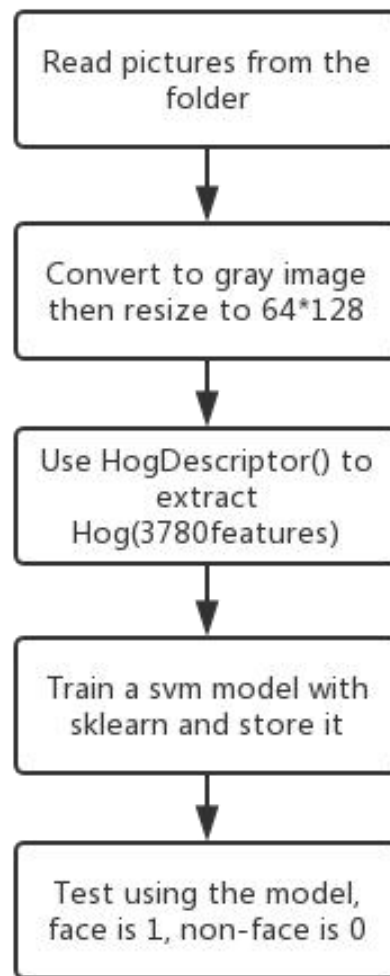 Read pictures from the
folder
Convert to gray image
then resize to 64*128
Use HogDescriptor() to
extract
Hog(3780features)
Train a svm model with
sklearn and store it
Test using the model,
face is 1, non-face is 0